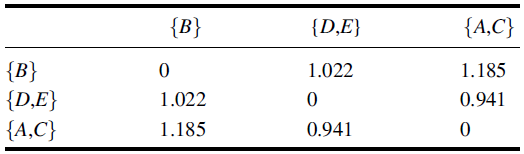 {B} {D,E} {A,C}
{B} 0 1.022 1.185
{D,E} 1.022 0 0.941
{A,C} 1.185 0.941 0